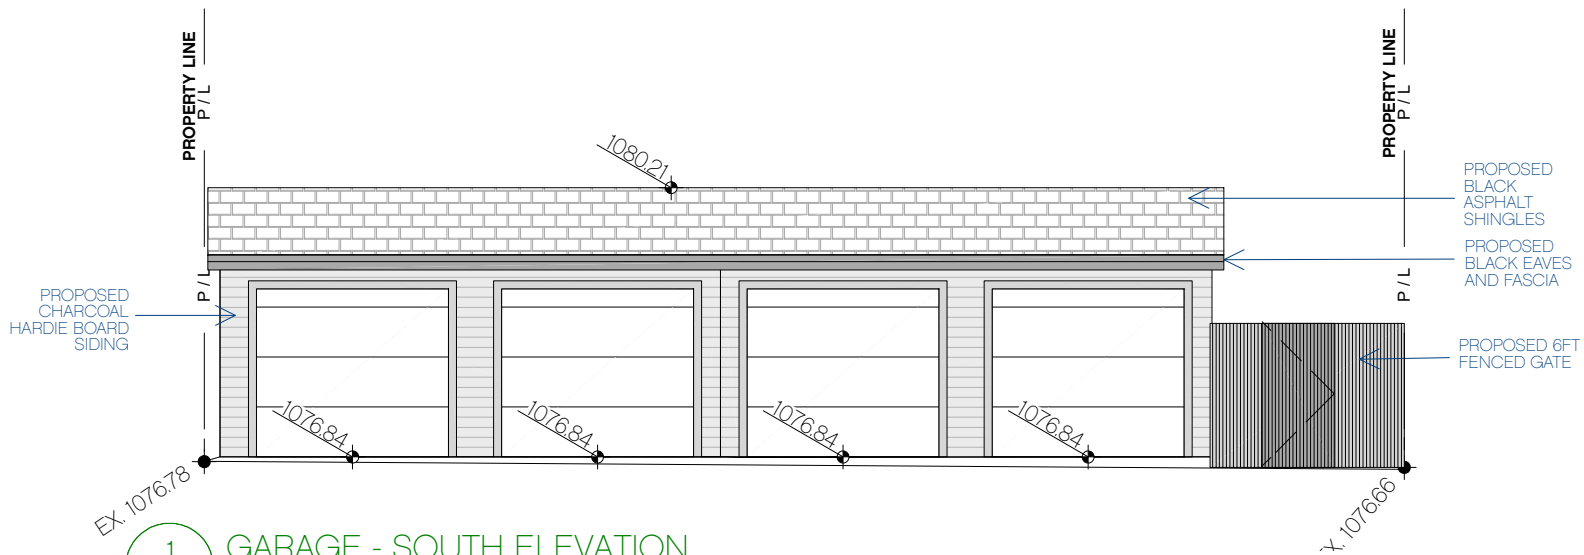 PROPERTY LINE
P / L
PROPERTY LINE
P / L
1080.21
PROPOSED
BLACK
ASPHALT
SHINGLES
PROPOSED
BLACK EAVES
AND FASCIA
P / L
P / L
PROPOSED
CHARCOAL
HARDIE BOARD
SIDING
PROPOSED 6FT
FENCED GATE
1076.84
1076.84
1076.84
1076.84
EX. 1076.78
EX. 1076.66
1
GARAGE - SOUTH ELEVATION